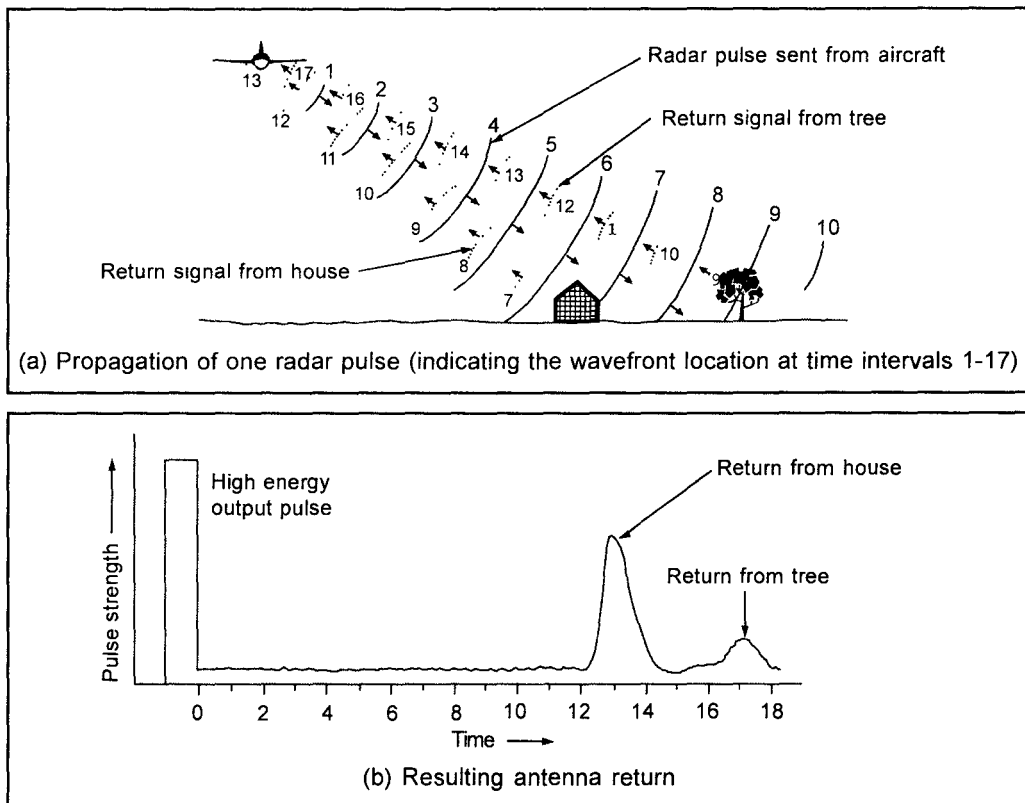 Radar pulse sent from aircraft
13 17 1
2
3
16
12
4
15
Return signal from tree
11
14
5
13
6
10
12
7
8
9
1
9
10
10
Return signal from house
8
9
7
(a) Propagation of one radar pulse (indicating the wavefront location at time intervals 1-17)
Return from house
High energy
output pulse
Return from tree
Pulse strength
0 2 4 6 8 10 12 14 16 18
Time
(b) Resulting antenna return